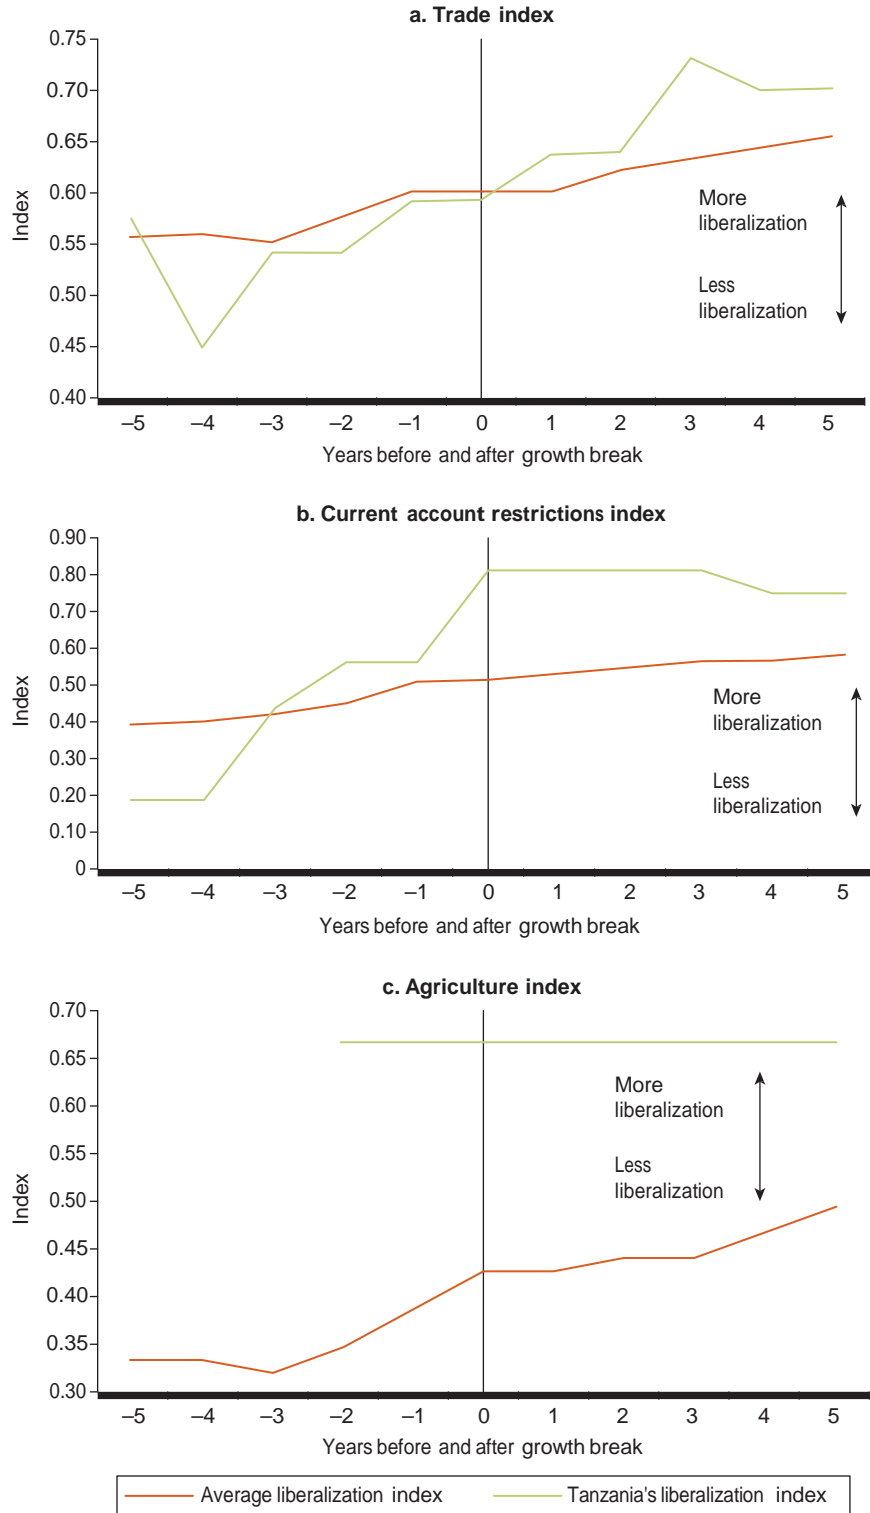 a. Trade index
0.75
0.70
0.65
0.60
0.55
0.50
0.45
0.40
Index
More
liberalization
Less
liberalization
–5 –4 –3 –2 –1 0 1 2 3 4 5
Years before and after growth break
b. Current account restrictions index
0.90
0.80
0.70
0.60
0.50
0.40
0.30
0.20
0.10
0
Index
More
liberalization
Less
liberalization
–5 –4 –3 –2 –1 0 1 2 3 4 5
Years before and after growth break
c. Agriculture index
0.70
0.65
0.60
0.55
0.50
0.45
0.40
0.35
0.30
Index
More
liberalization
Less
liberalization
–5 –4 –3 –2 –1 0 1 2 3 4 5
Years before and after growth break
Average liberalization index
Tanzania's liberalization index